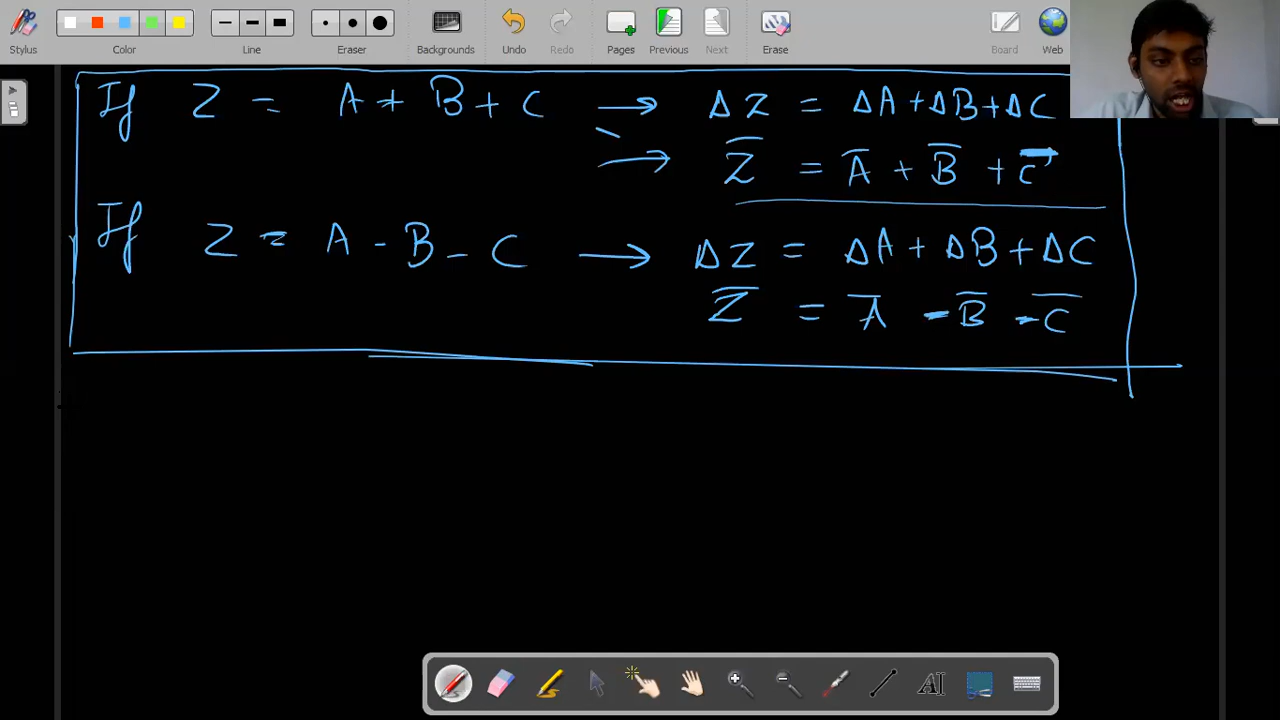 Stylus Color Line Eraser Backgrounds Undo Redo Pages Previous Next Erase Board Web
If Z = A + B + C → ΔZ = ΔA + ΔB + ΔC
→ Z̅ = A̅ + B̅ + C̅
If Z = A - B - C → ΔZ = ΔA + ΔB + ΔC
Z̅ = A̅ - B̅ - C̅
AI